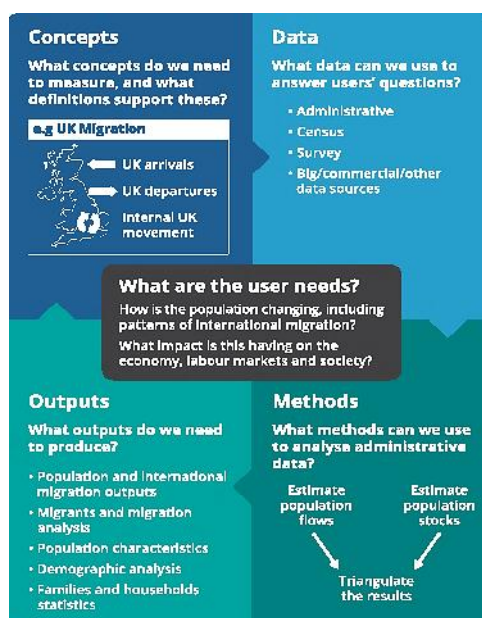 Concepts
What concepts do we need
to measure, and what
definitions support these?
e.g UK Migration
UK arrivals
UK departures
Internal UK
movement
Data
What data can we use to
answer users' questions?
• Administrative
• Census
• Survey
• Big/commercial/other
data sources
What are the user needs?
How is the population changing, including
patterns of international migration?
What impact is this having on the
economy, labour markets and society?
Outputs
What outputs do we need
to produce?
• Population and international
migration outputs
• Migrants and migration
analysis
• Population characteristics
• Demographic analysis
• Families and households
statistics
Methods
What methods can we use
to analyse administrative
data?
Estimate
population
flows
Estimate
population
stocks
Triangulate
the results